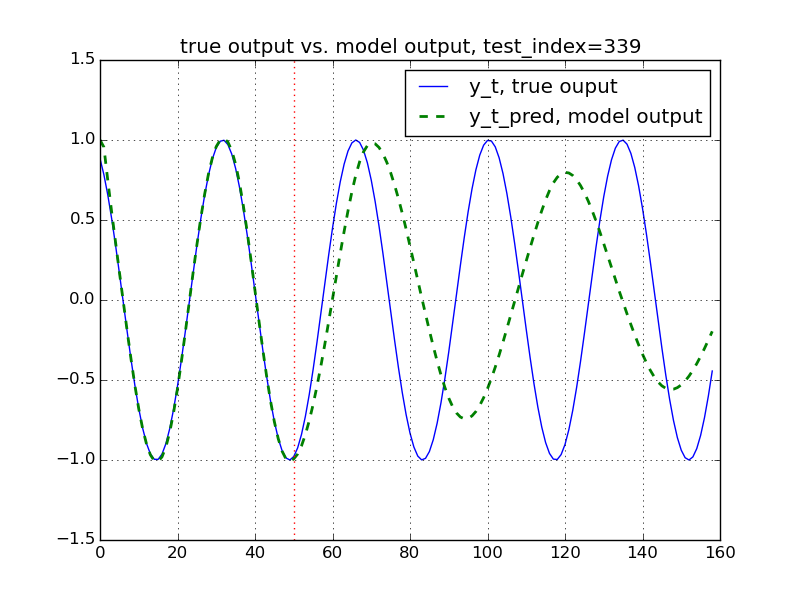 true output vs. model output, test_index=339
1.5
1.0
0.5
0.0
−0.5
−1.0
−1.5
y_t, true ouput
y_t_pred, model output
0 20 40 60 80 100 120 140 160